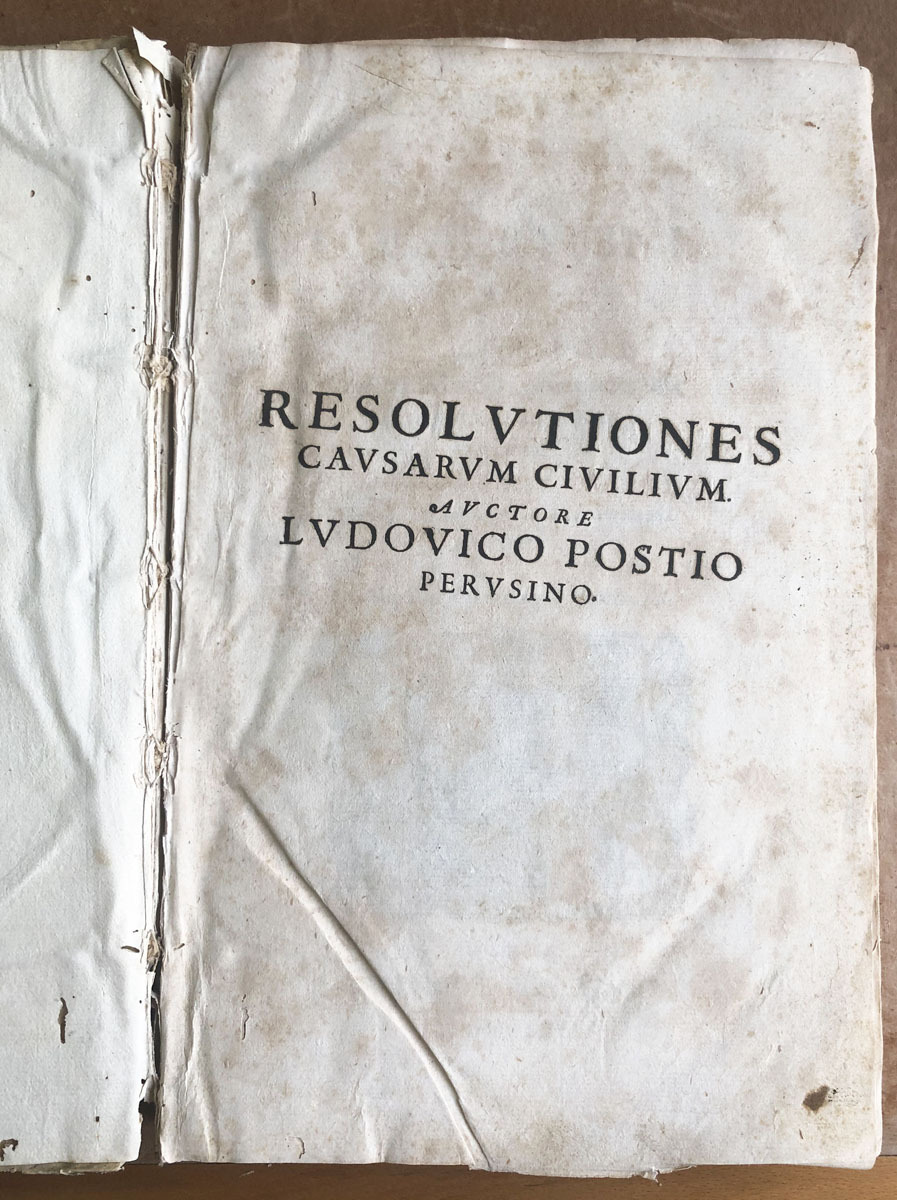 RESOLVTIONES
CAVSARVM CIVILIVM.
AVCTORE
LVDOVICO POSTIO
PERVSINO.